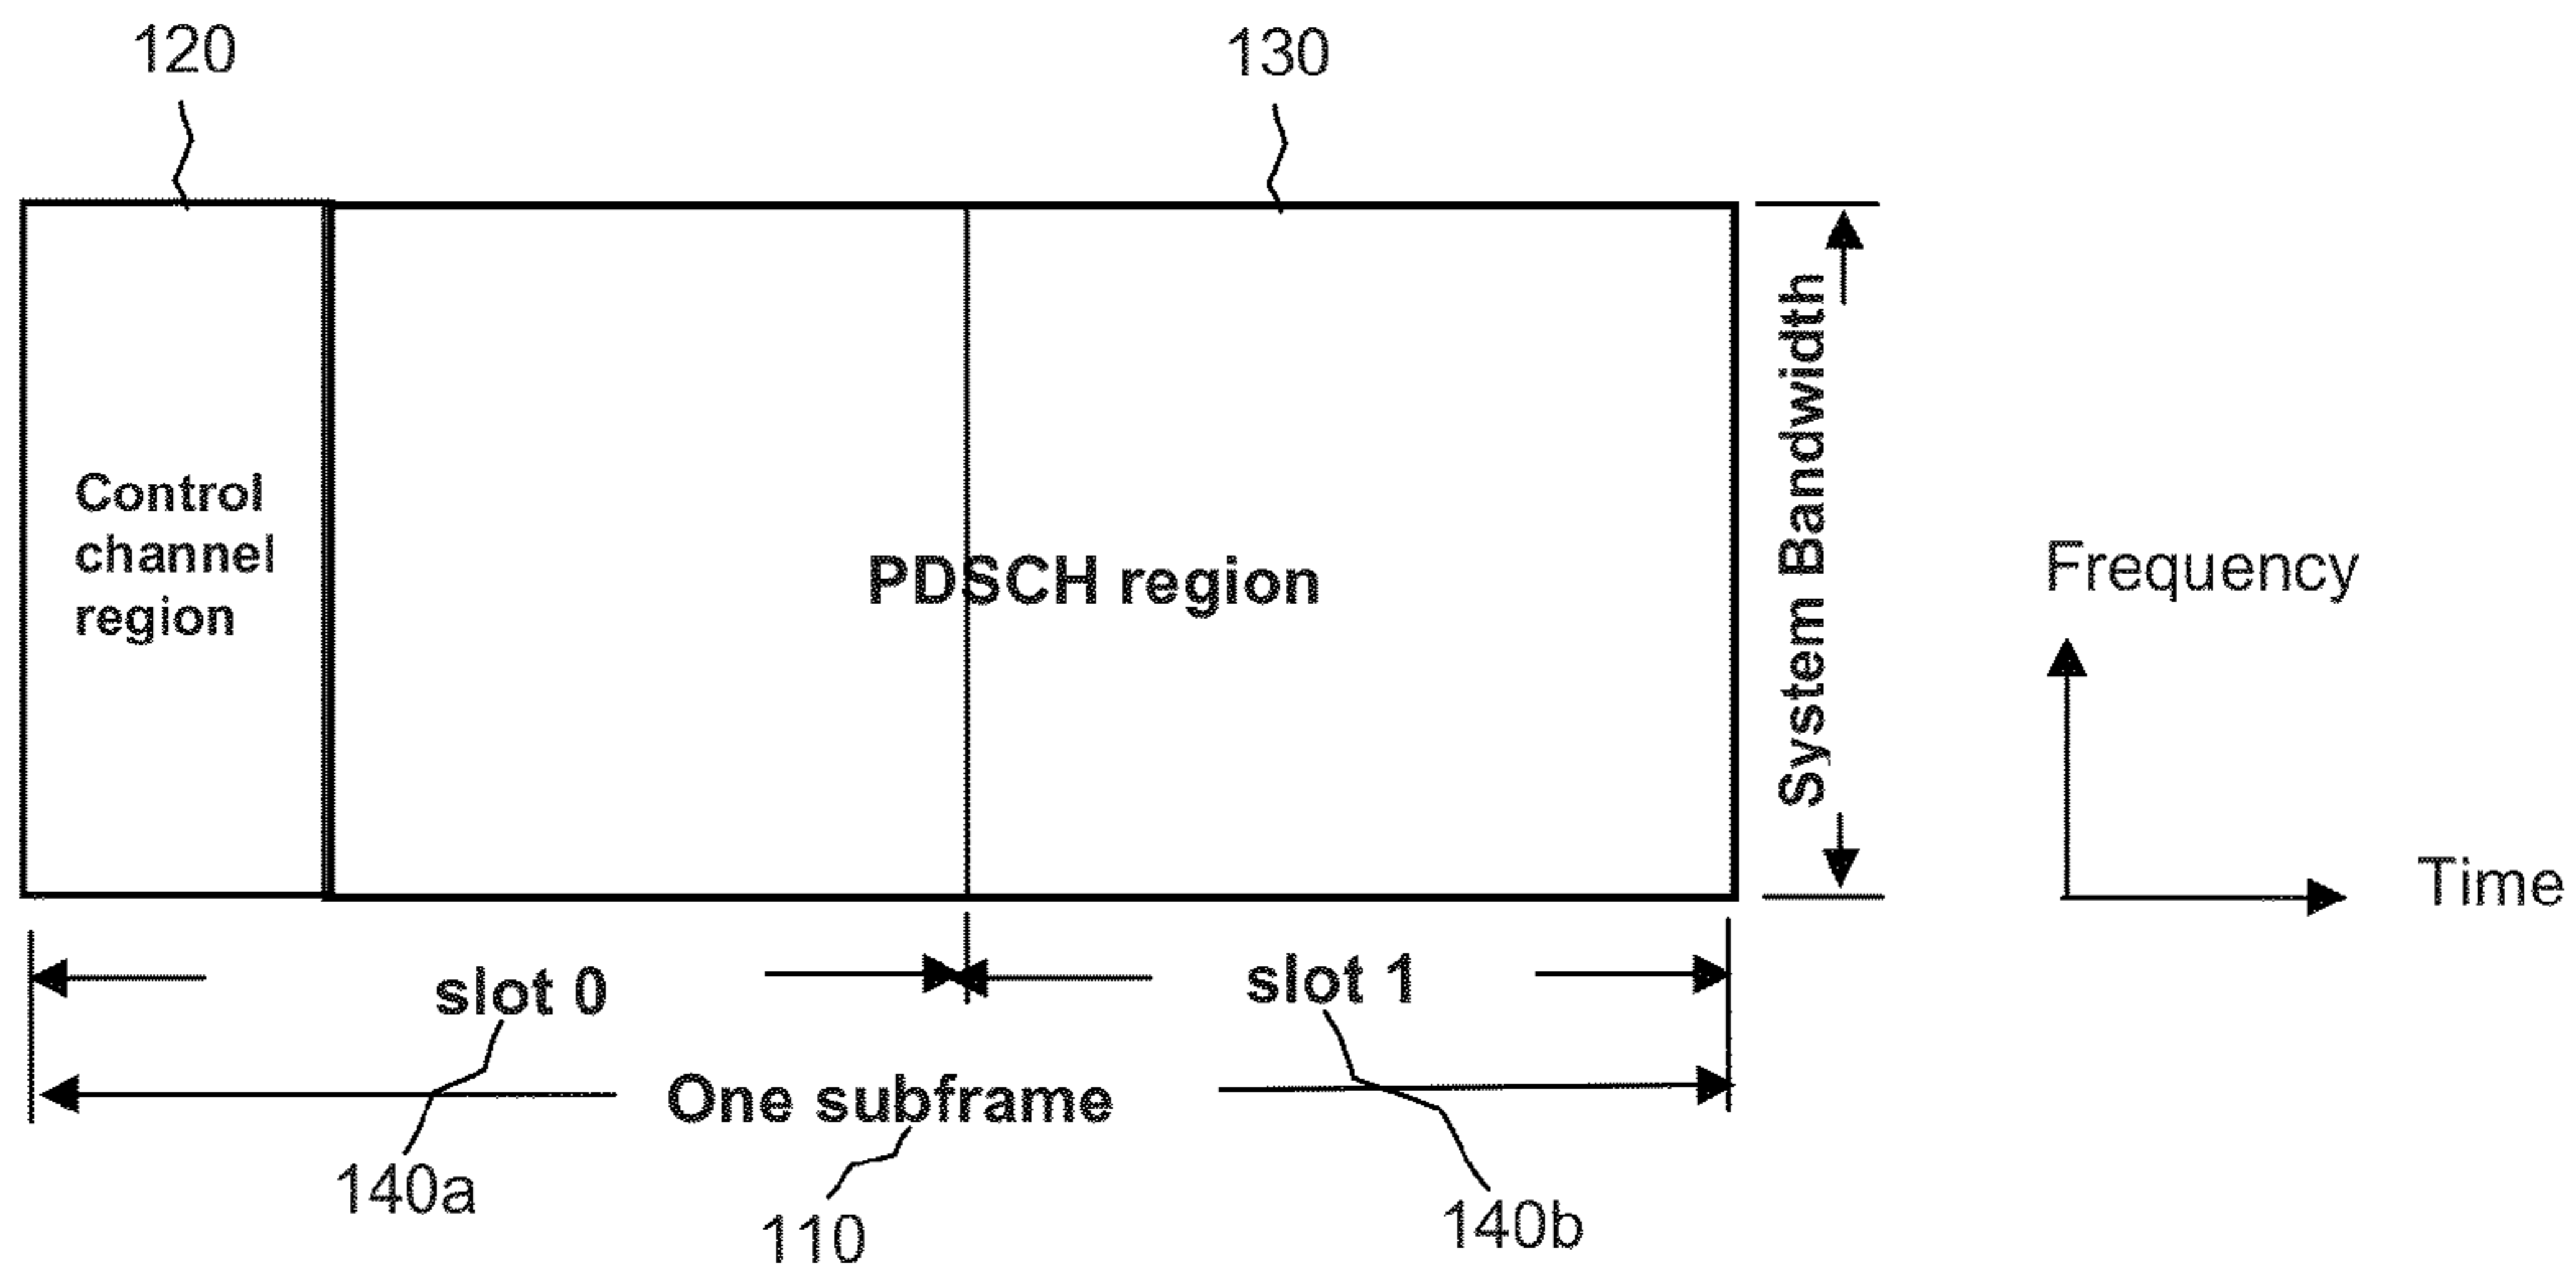 120
130
Control
channel
region
PDSCH region
System Bandwidth
Frequency
Time
slot 0
slot 1
One subframe
140a
110
140b